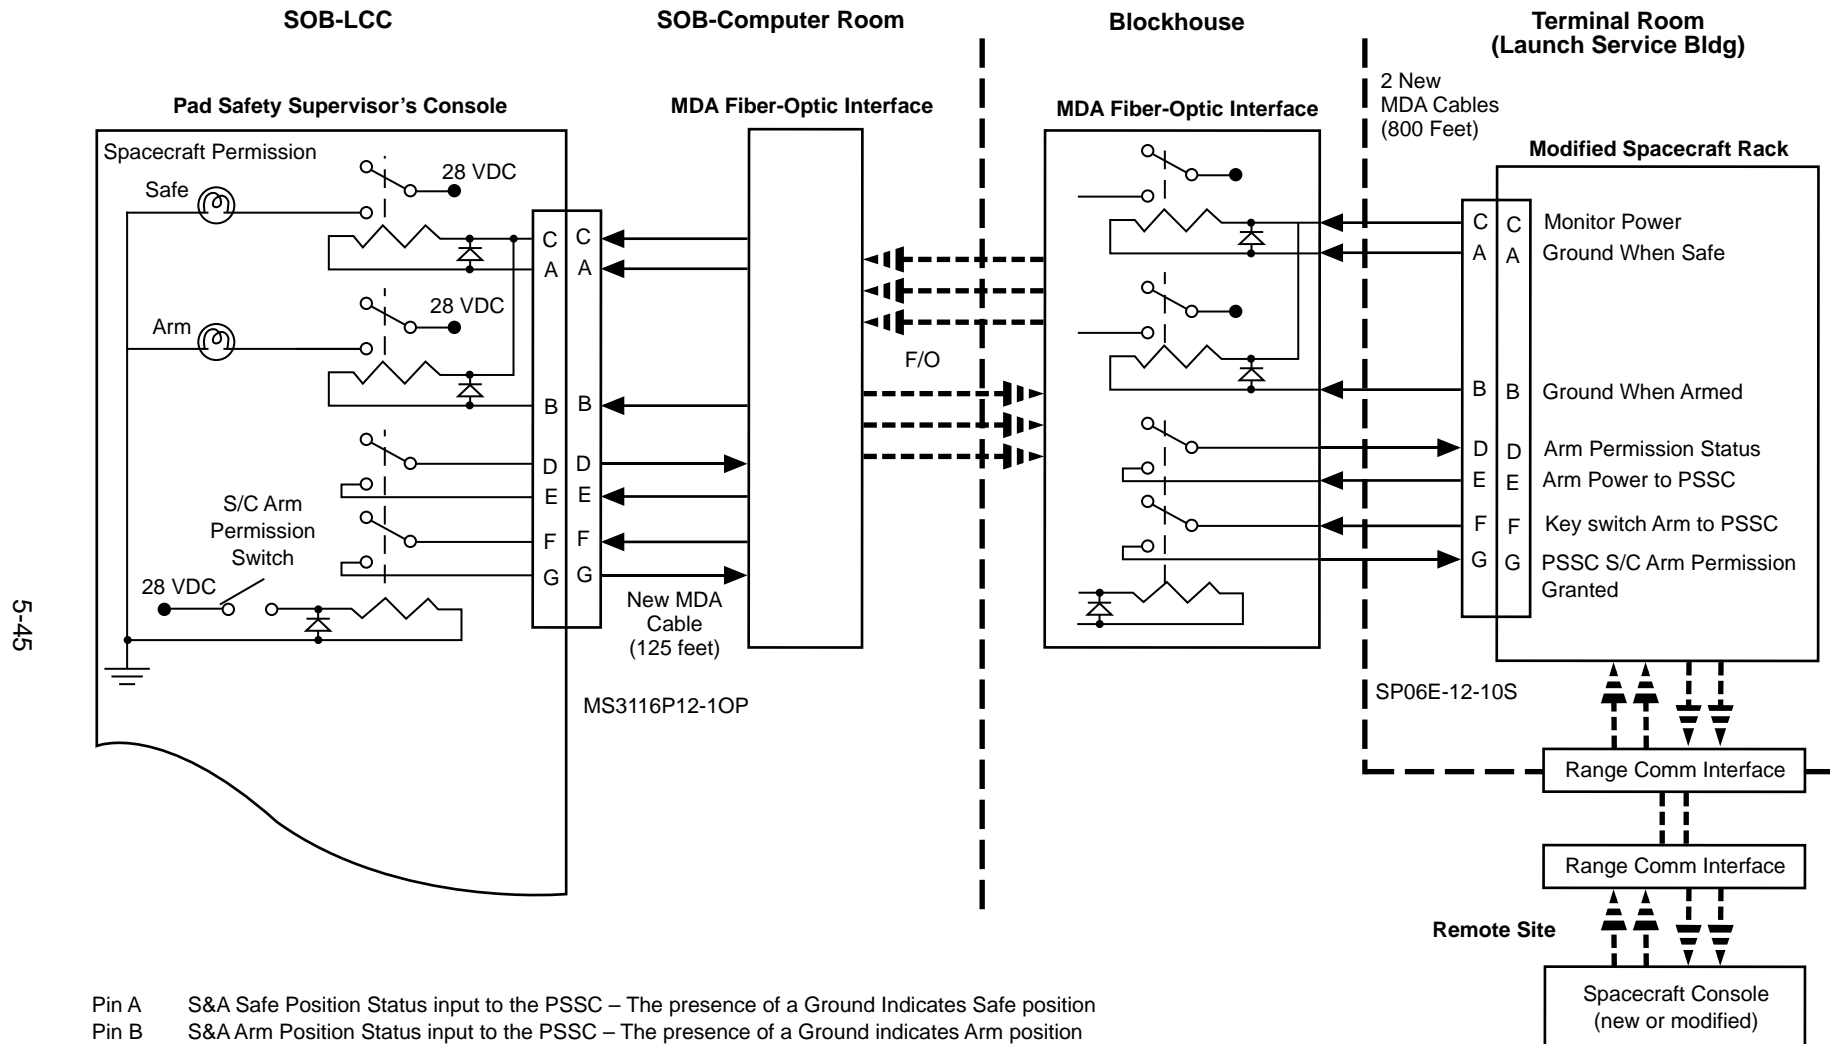 SOB-LCC
SOB-Computer Room
Blockhouse
Terminal Room
(Launch Service Bldg)
2 New
MDA Cables
(800 Feet)
Pad Safety Supervisor's Console
MDA Fiber-Optic Interface
MDA Fiber-Optic Interface
Modified Spacecraft Rack
Spacecraft Permission
Safe
28 VDC
Arm
28 VDC
S/C Arm
Permission
Switch
28 VDC
C C
A A
B B
D D
E E
F F
G G
New MDA
Cable
(125 feet)
MS3116P12-1OP
F/O
C C Monitor Power
A A Ground When Safe
B B Ground When Armed
D D Arm Permission Status
E E Arm Power to PSSC
F F Key switch Arm to PSSC
G G PSSC S/C Arm Permission
Granted
SP06E-12-10S
Range Comm Interface
Range Comm Interface
Remote Site
Spacecraft Console
(new or modified)
5-45
Pin A S&A Safe Position Status input to the PSSC – The presence of a Ground Indicates Safe position
Pin B S&A Arm Position Status input to the PSSC – The presence of a Ground indicates Arm position